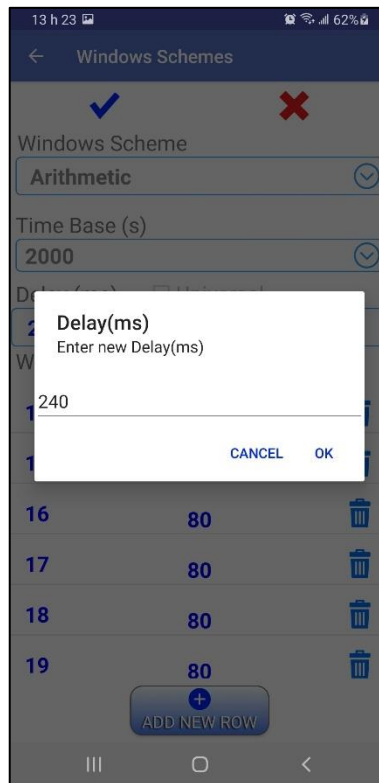 13 h 23 62%
Windows Schemes
Windows Scheme
Arithmetic
Time Base (s)
2000
Delay(ms)
Enter new Delay(ms)
240
CANCEL OK
16 80
17 80
18 80
19 80
ADD NEW ROW